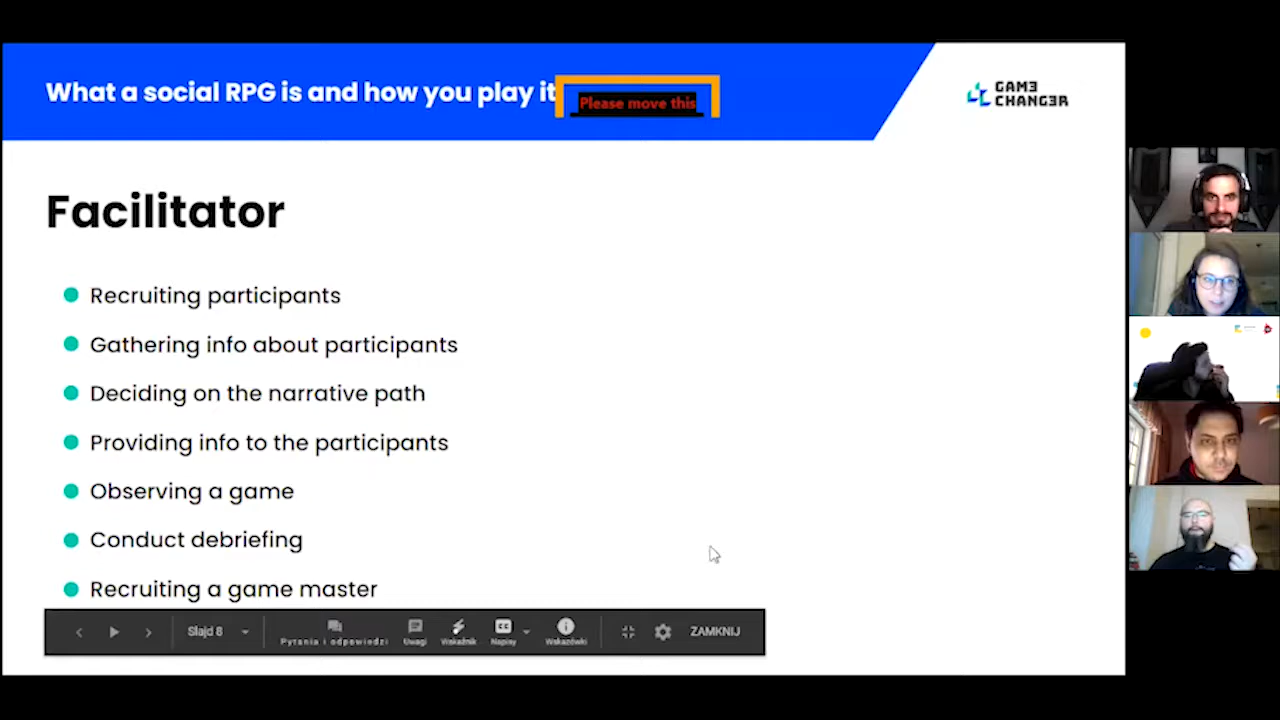 What a social RPG is and how you play it
Please move this
GAM3
CHANG3R
Facilitator
Recruiting participants
Gathering info about participants
Deciding on the narrative path
Providing info to the participants
Observing a game
Conduct debriefing
Recruiting a game master
Slajd 8
Pytania i odpowiedzi
Uwagi
Wskaźnik
Napisy
Wskazówki
ZAMKNIJ